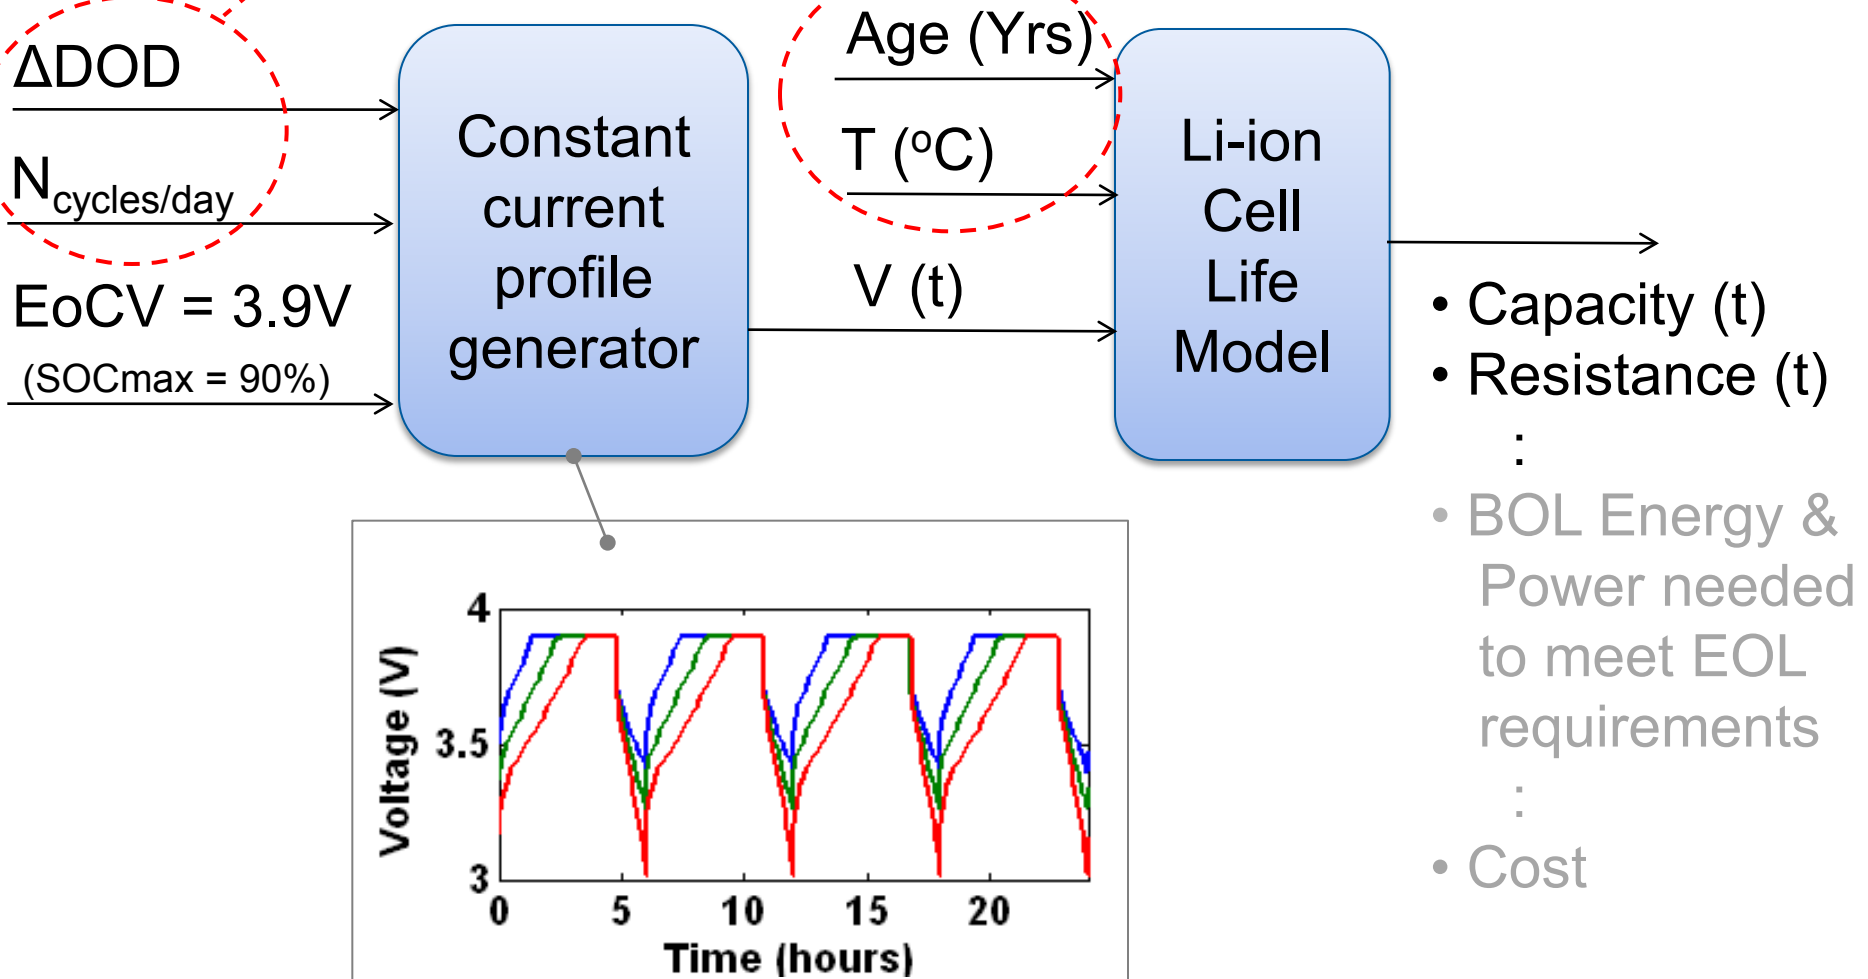 ΔDOD
N cycles/day
EoCV = 3.9V
(SOCmax = 90%)
Constant
current
profile
generator
Age (Yrs)
T (ºC)
V (t)
Li-ion
Cell
Life
Model
• Capacity (t)
• Resistance (t)
:
• BOL Energy &
Power needed
to meet EOL
requirements
:
• Cost
Voltage (V)
4
3.5
3
0 5 10 15 20
Time (hours)